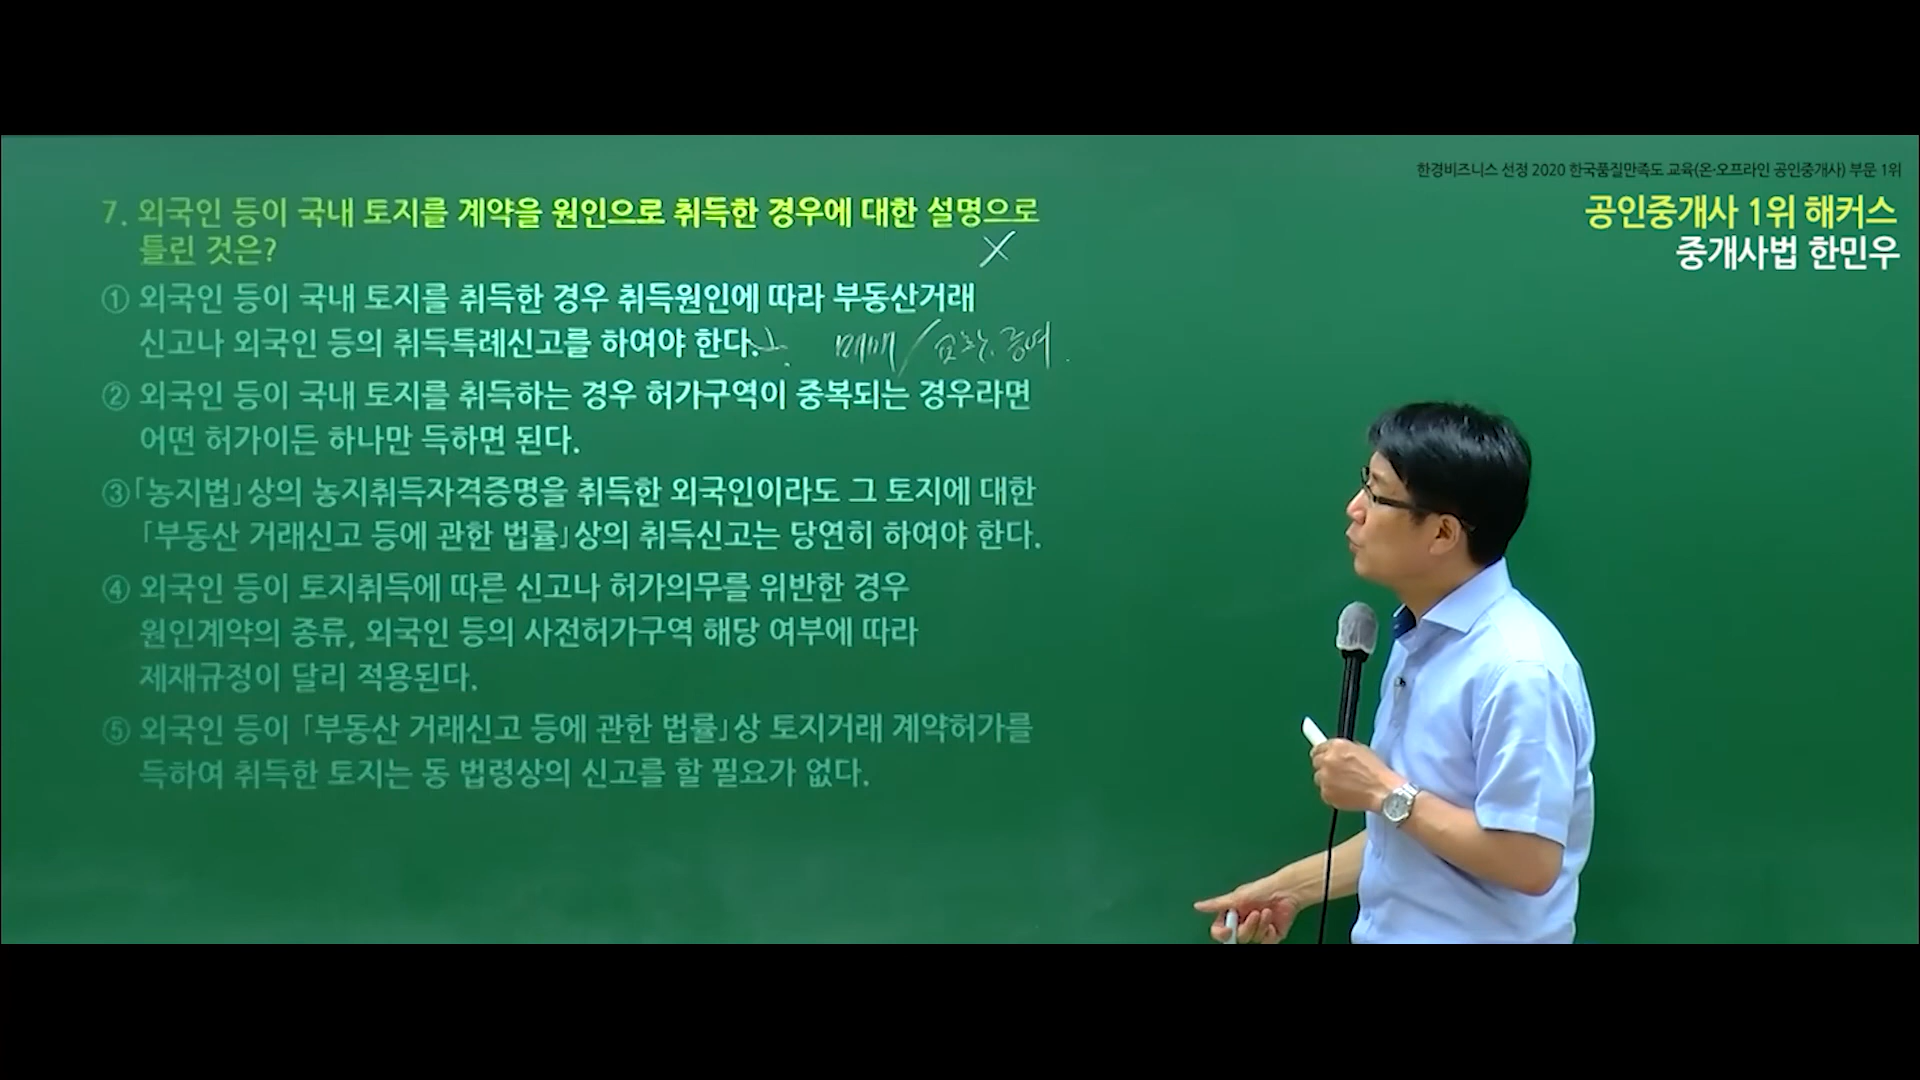 한경비즈니스 선정 2020 한국품질만족도 교육(온·오프라인 공인중개사) 부문 1위
공인중개사 1위 해커스
중개사법 한민우
7. 외국인 등이 국내 토지를 계약을 원인으로 취득한 경우에 대한 설명으로
틀린 것은?
X
① 외국인 등이 국내 토지를 취득한 경우 취득원인에 따라 부동산거래
신고나 외국인 등의 취득특례신고를 하여야 한다. 매매 / 교환, 증여.
② 외국인 등이 국내 토지를 취득하는 경우 허가구역이 중복되는 경우라면
어떤 허가이든 하나만 득하면 된다.
③ 「농지법」상의 농지취득자격증명을 취득한 외국인이라도 그 토지에 대한
「부동산 거래신고 등에 관한 법률」상의 취득신고는 당연히 하여야 한다.
④ 외국인 등이 토지취득에 따른 신고나 허가의무를 위반한 경우
원인계약의 종류, 외국인 등의 사전허가구역 해당 여부에 따라
제재규정이 달리 적용된다.
⑤ 외국인 등이 「부동산 거래신고 등에 관한 법률」상 토지거래 계약허가를
득하여 취득한 토지는 동 법령상의 신고를 할 필요가 없다.